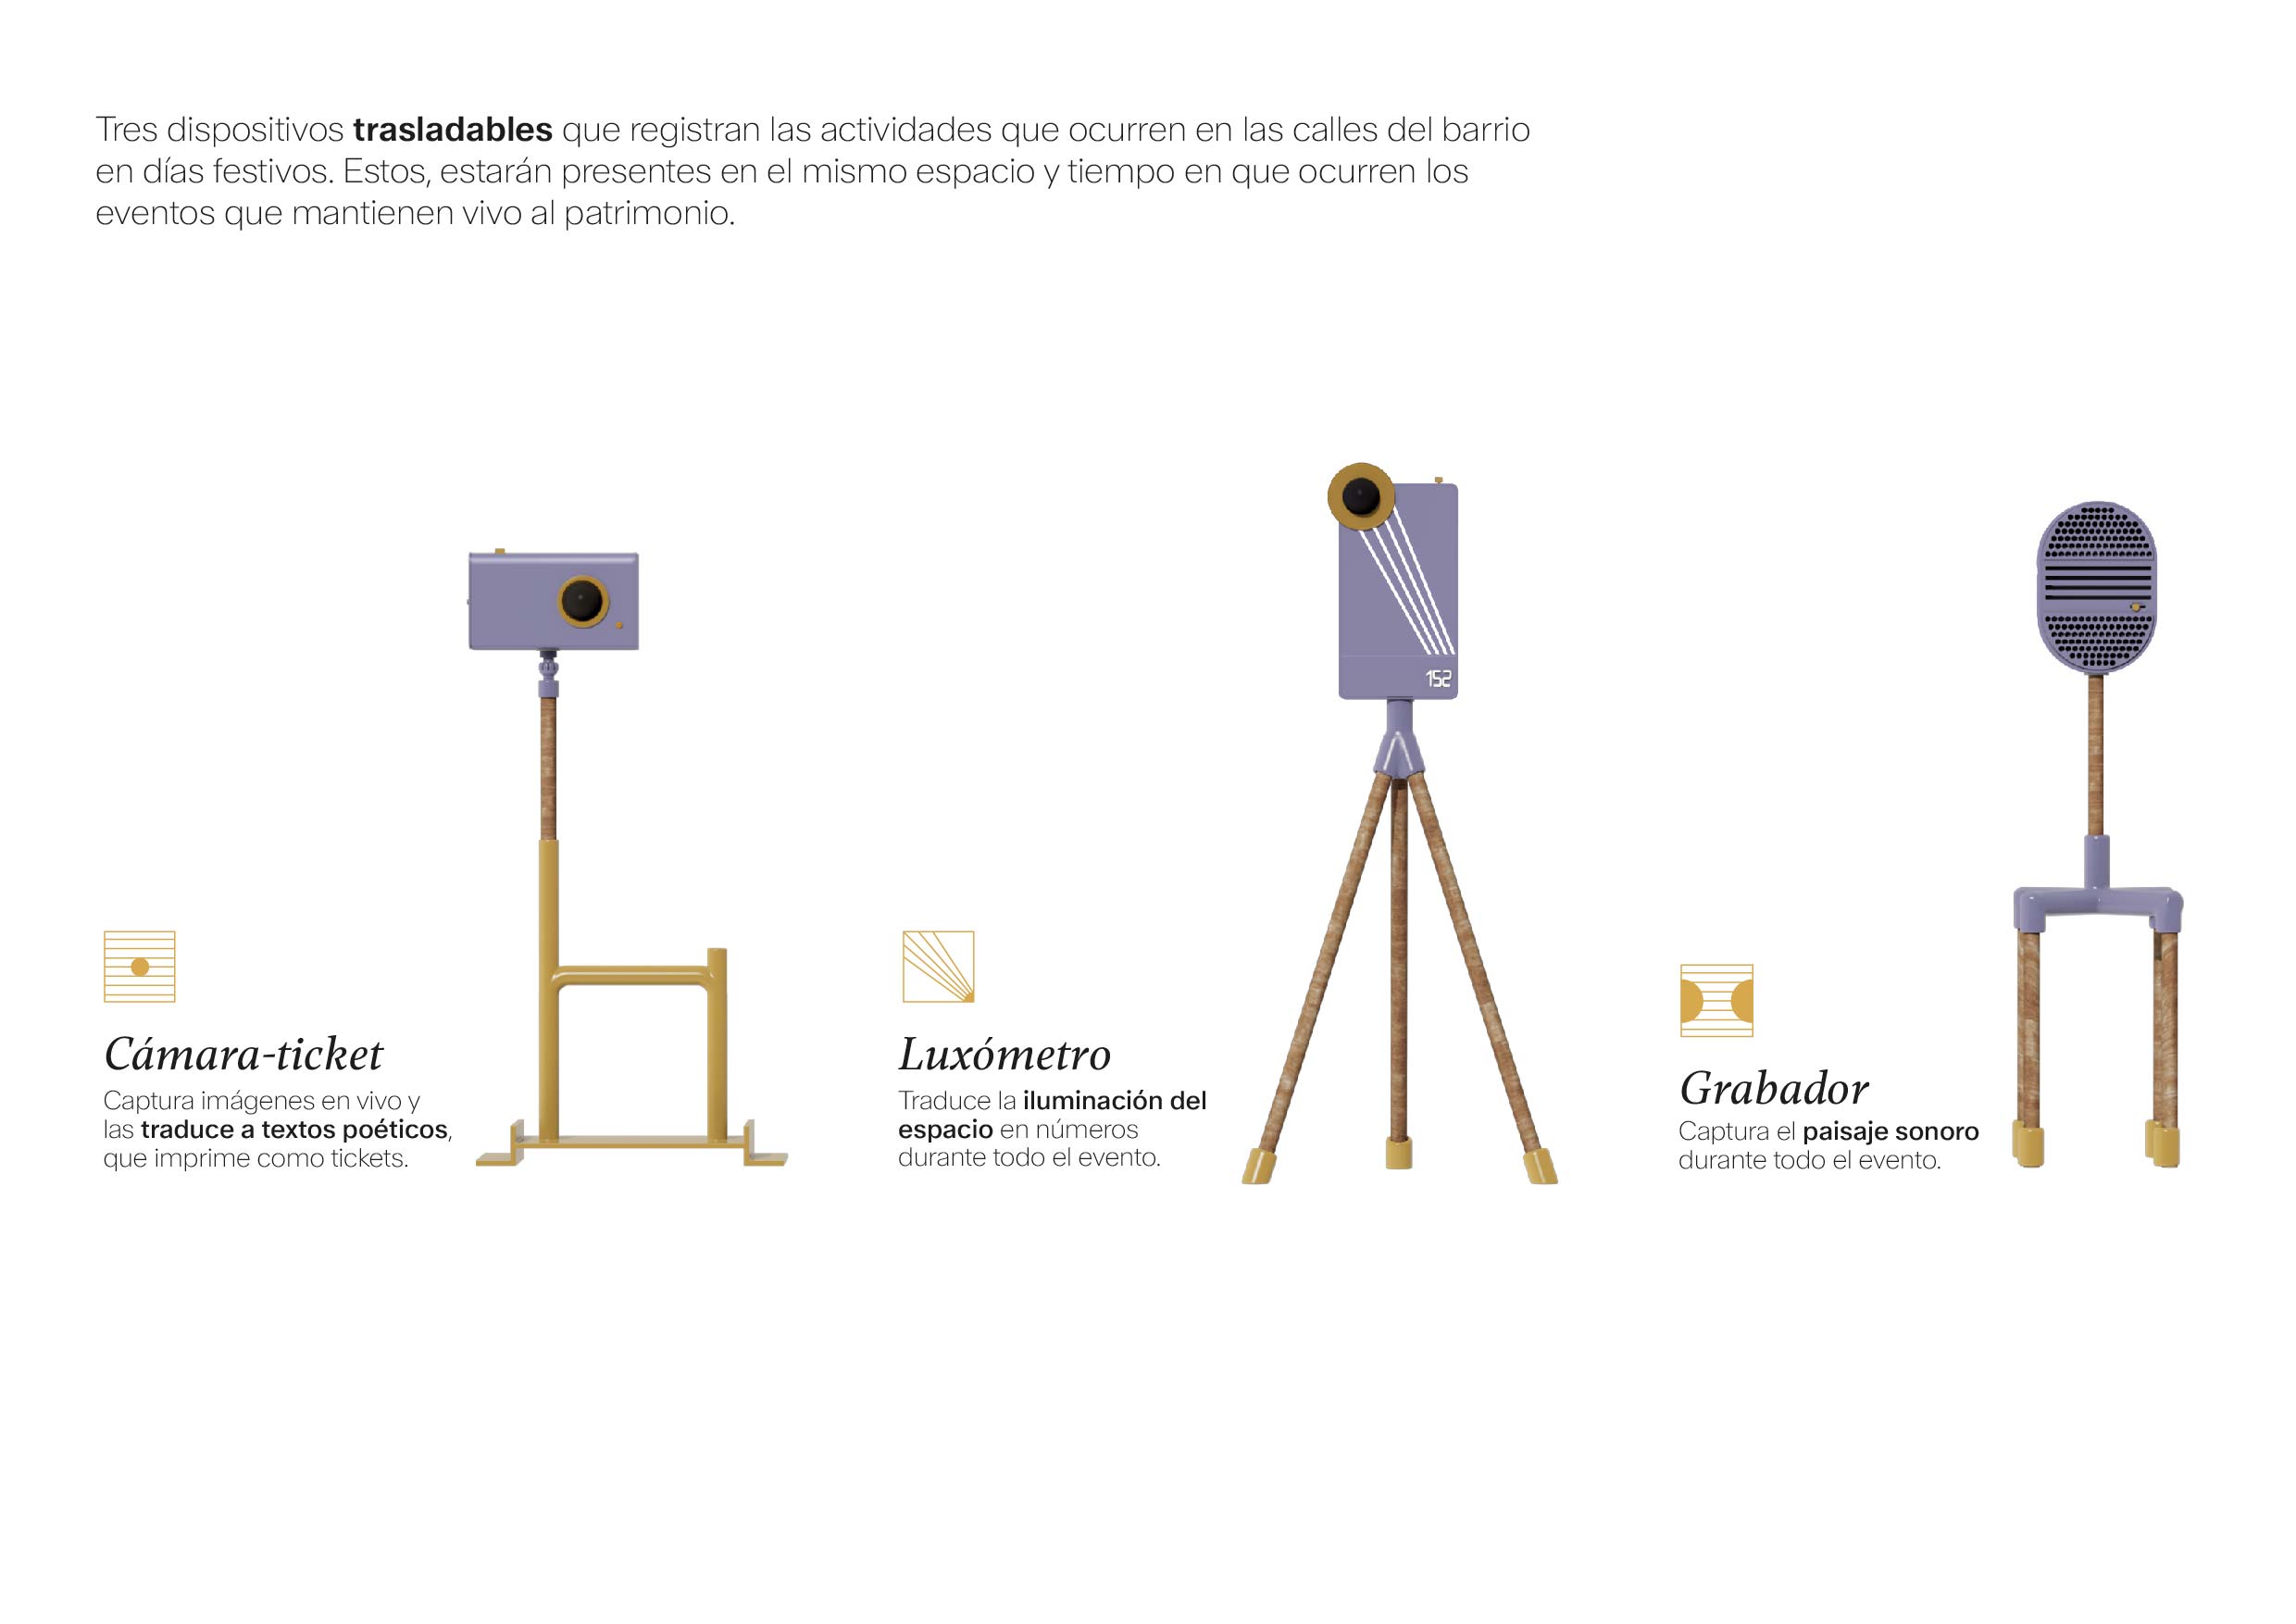 Tres dispositivos trasladables que registran las actividades que ocurren en las calles del barrio
en días festivos. Estos, estarán presentes en el mismo espacio y tiempo en que ocurren los
eventos que mantienen vivo al patrimonio.
152
Cámara-ticket
Captura imágenes en vivo y
las traduce a textos poéticos,
que imprime como tickets.
Luxómetro
Traduce la iluminación del
espacio en números
durante todo el evento.
Grabador
Captura el paisaje sonoro
durante todo el evento.